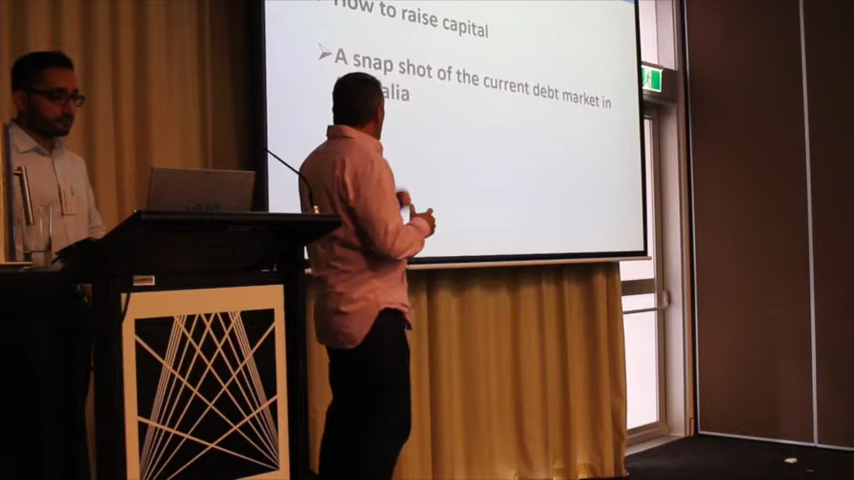 How to raise capital
A snap shot of the current debt market in
alia